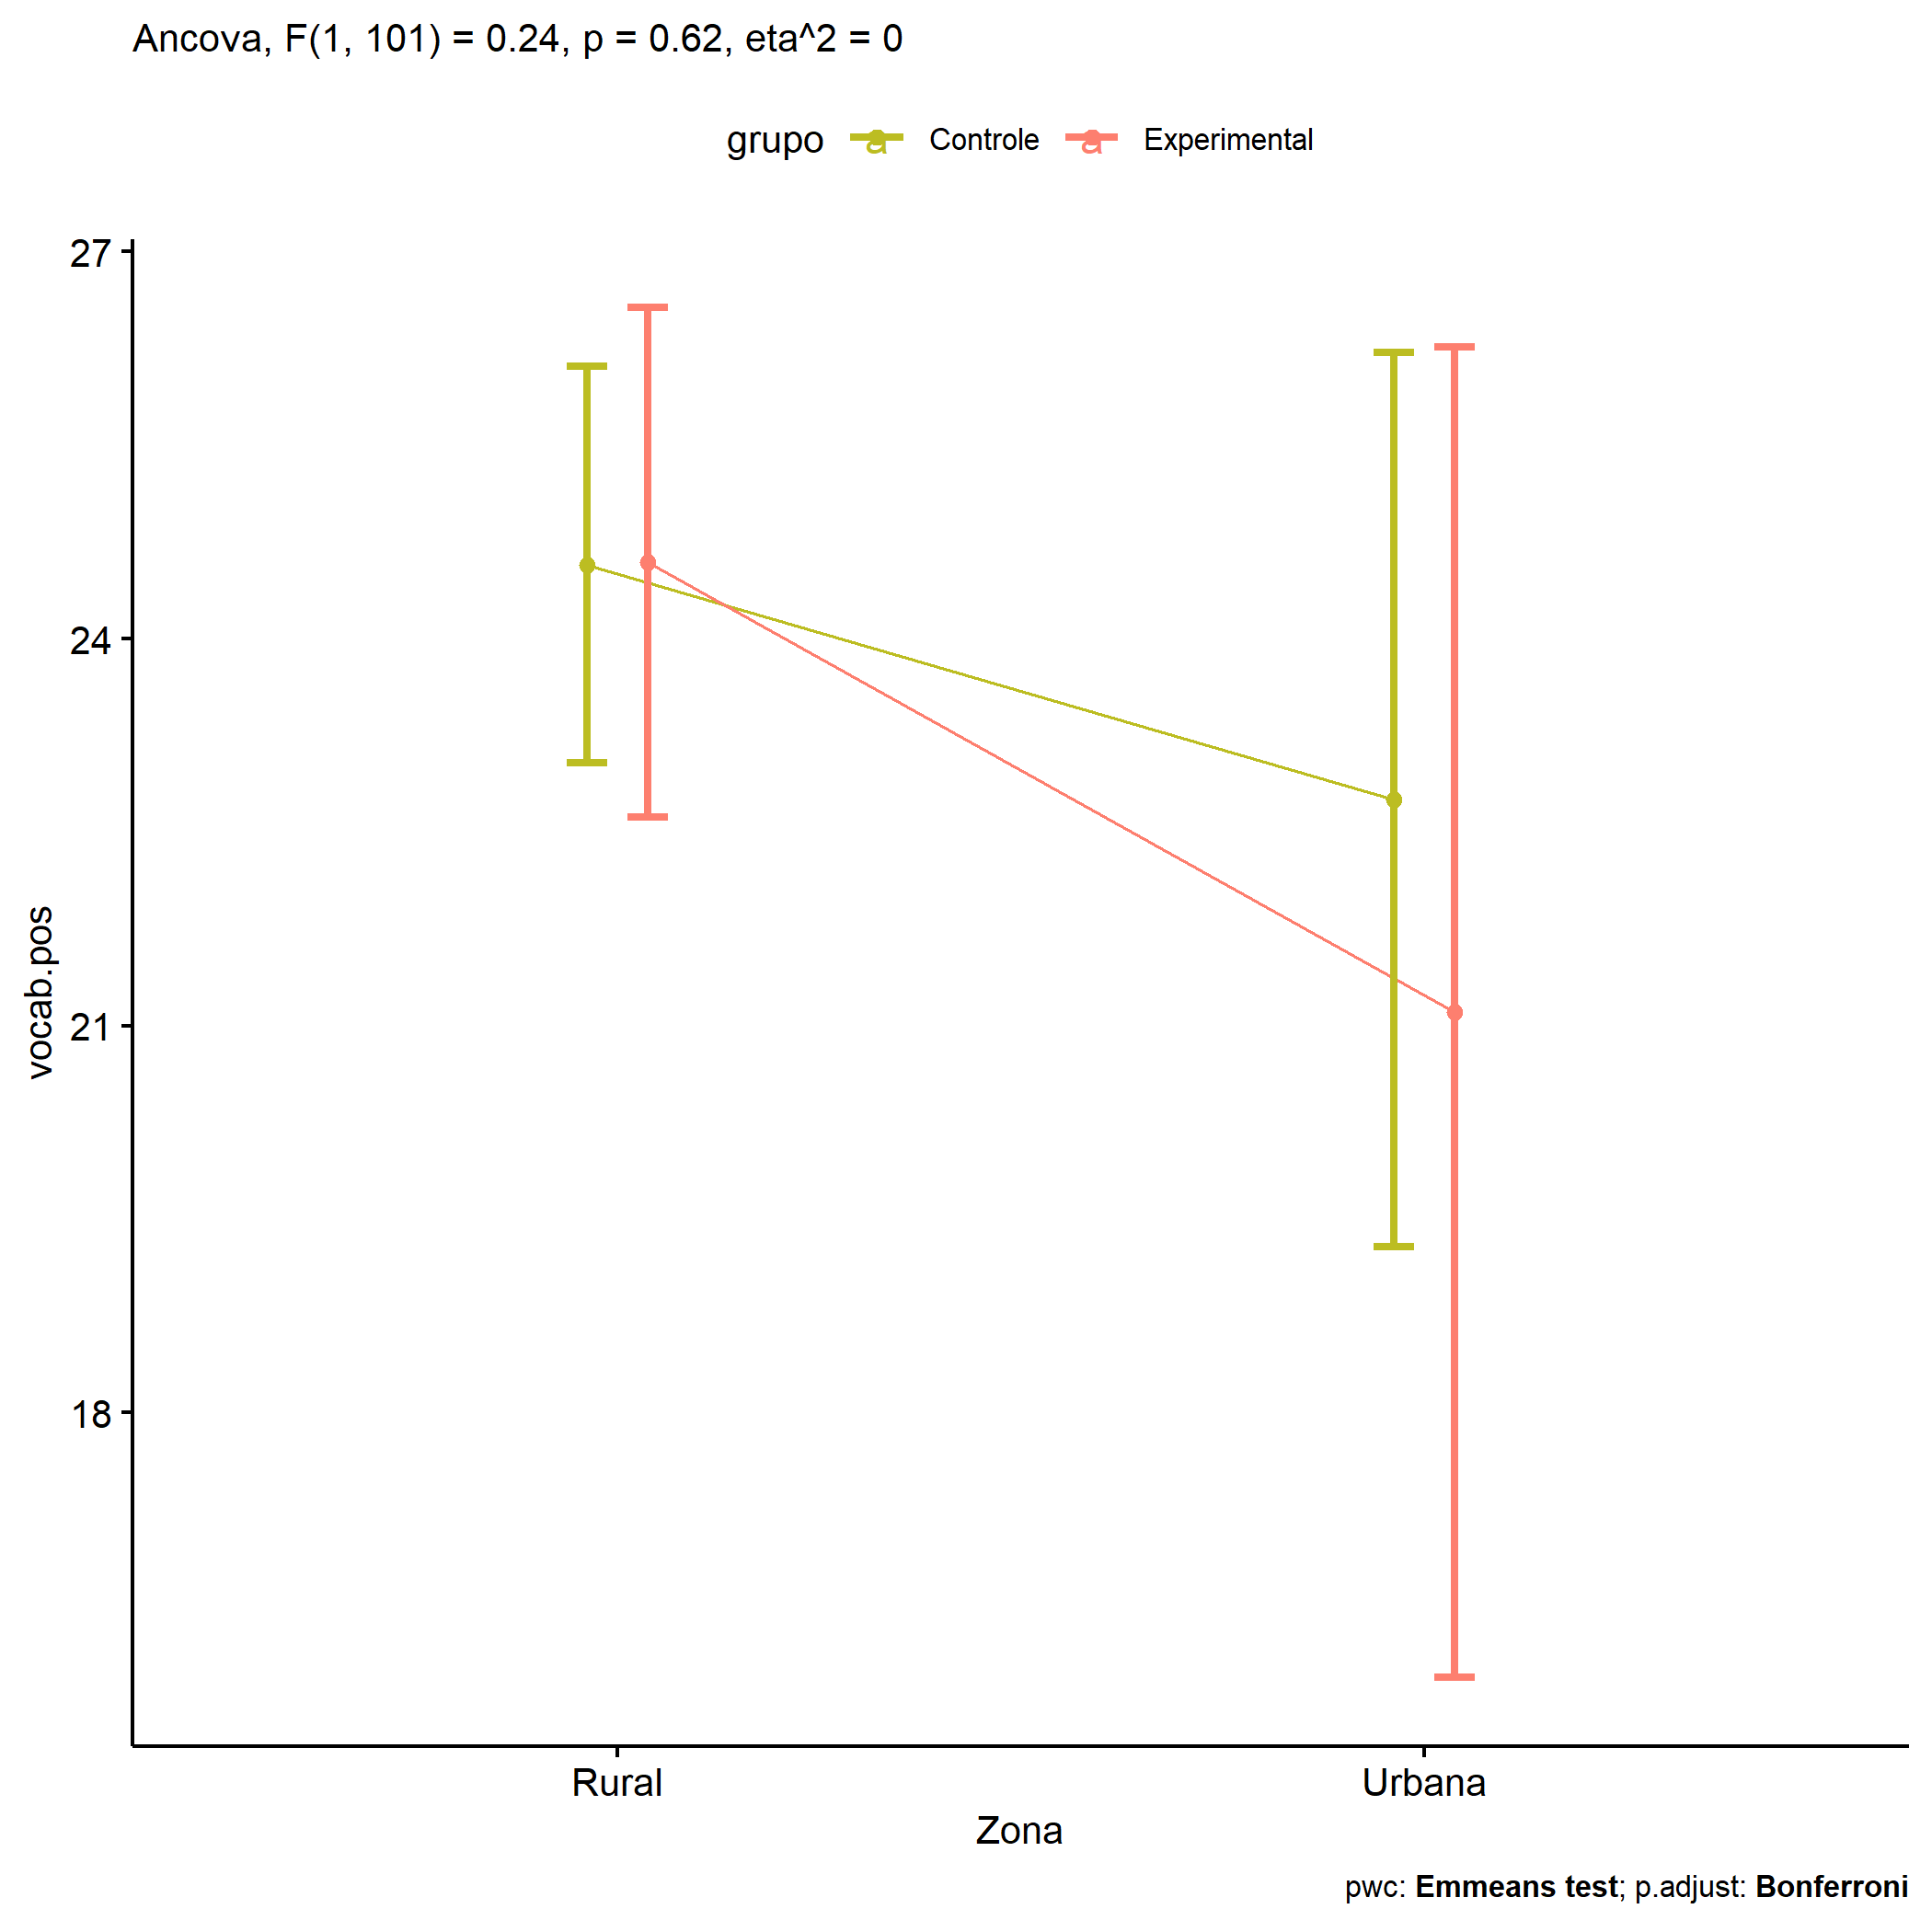 Ancova, F(1, 101) = 0.24, p = 0.62, eta^2 = 0
grupo a Controle a Experimental
27
24
21
18
vocab.pos
Rural Urbana
Zona
pwc: Emmeans test; p.adjust: Bonferroni